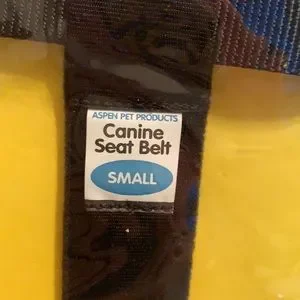 ASPEN PET PRODUCTS
Canine
Seat Belt
SMALL